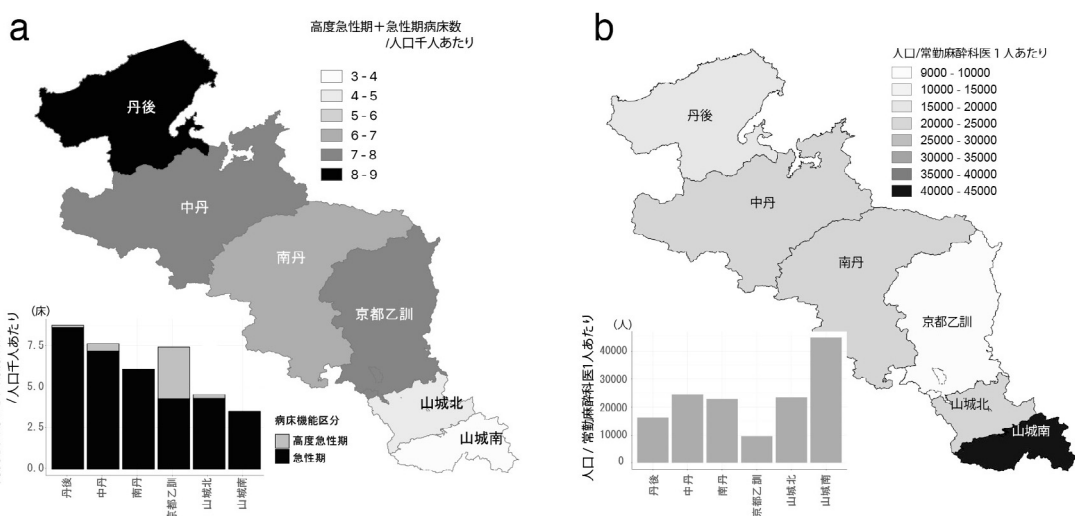 a
高度急性期＋急性期病床数
/人口千人あたり
3 - 4
4 - 5
5 - 6
6 - 7
7 - 8
8 - 9
丹後
中丹
南丹
京都乙訓
山城北
山城南
(床)
/人口千人あたり
7.5
5.0
2.5
0.0
病床機能区分
高度急性期
急性期
丹後
中丹
南丹
京都乙訓
山城北
山城南
b
人口/常勤麻酔科医１人あたり
9000 - 10000
10000 - 15000
15000 - 20000
20000 - 25000
25000 - 30000
30000 - 35000
35000 - 40000
40000 - 45000
丹後
中丹
南丹
京都乙訓
山城北
山城南
(人)
人口 / 常勤麻酔科医1人あたり
40000
30000
20000
10000
0
丹後
中丹
南丹
京都乙訓
山城北
山城南